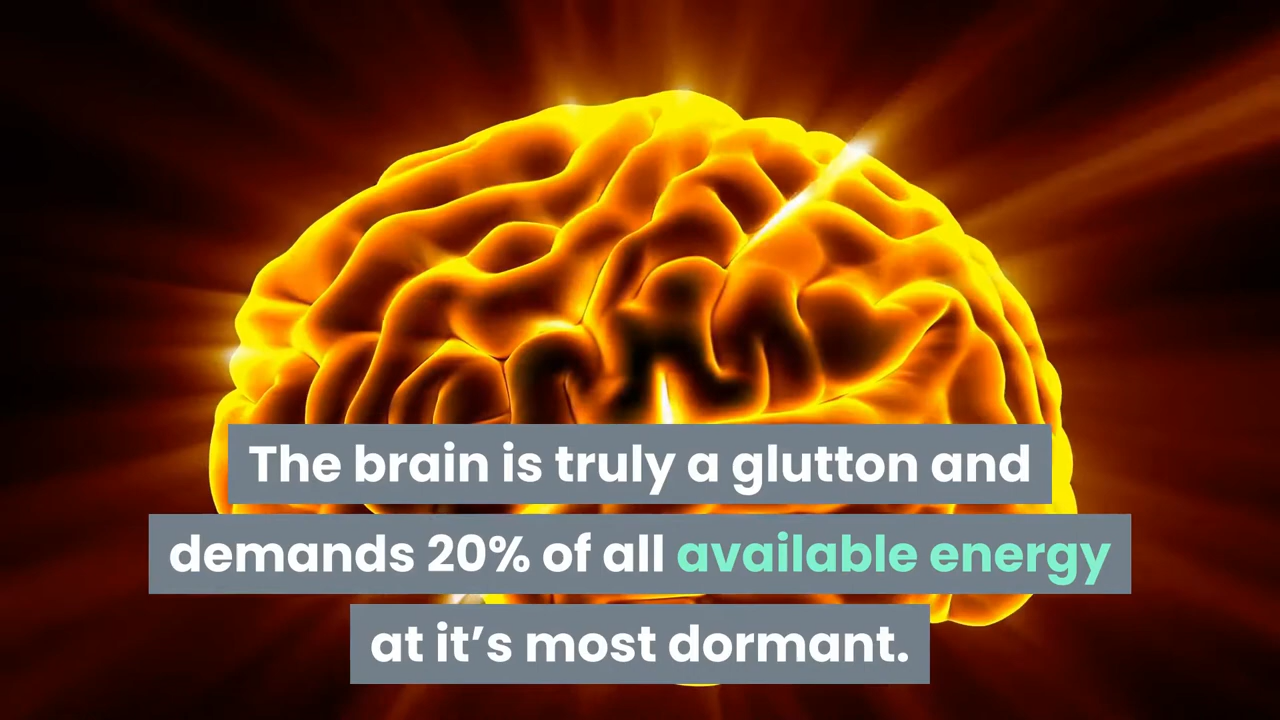 The brain is truly a glutton and
demands 20% of all available energy
at it’s most dormant.